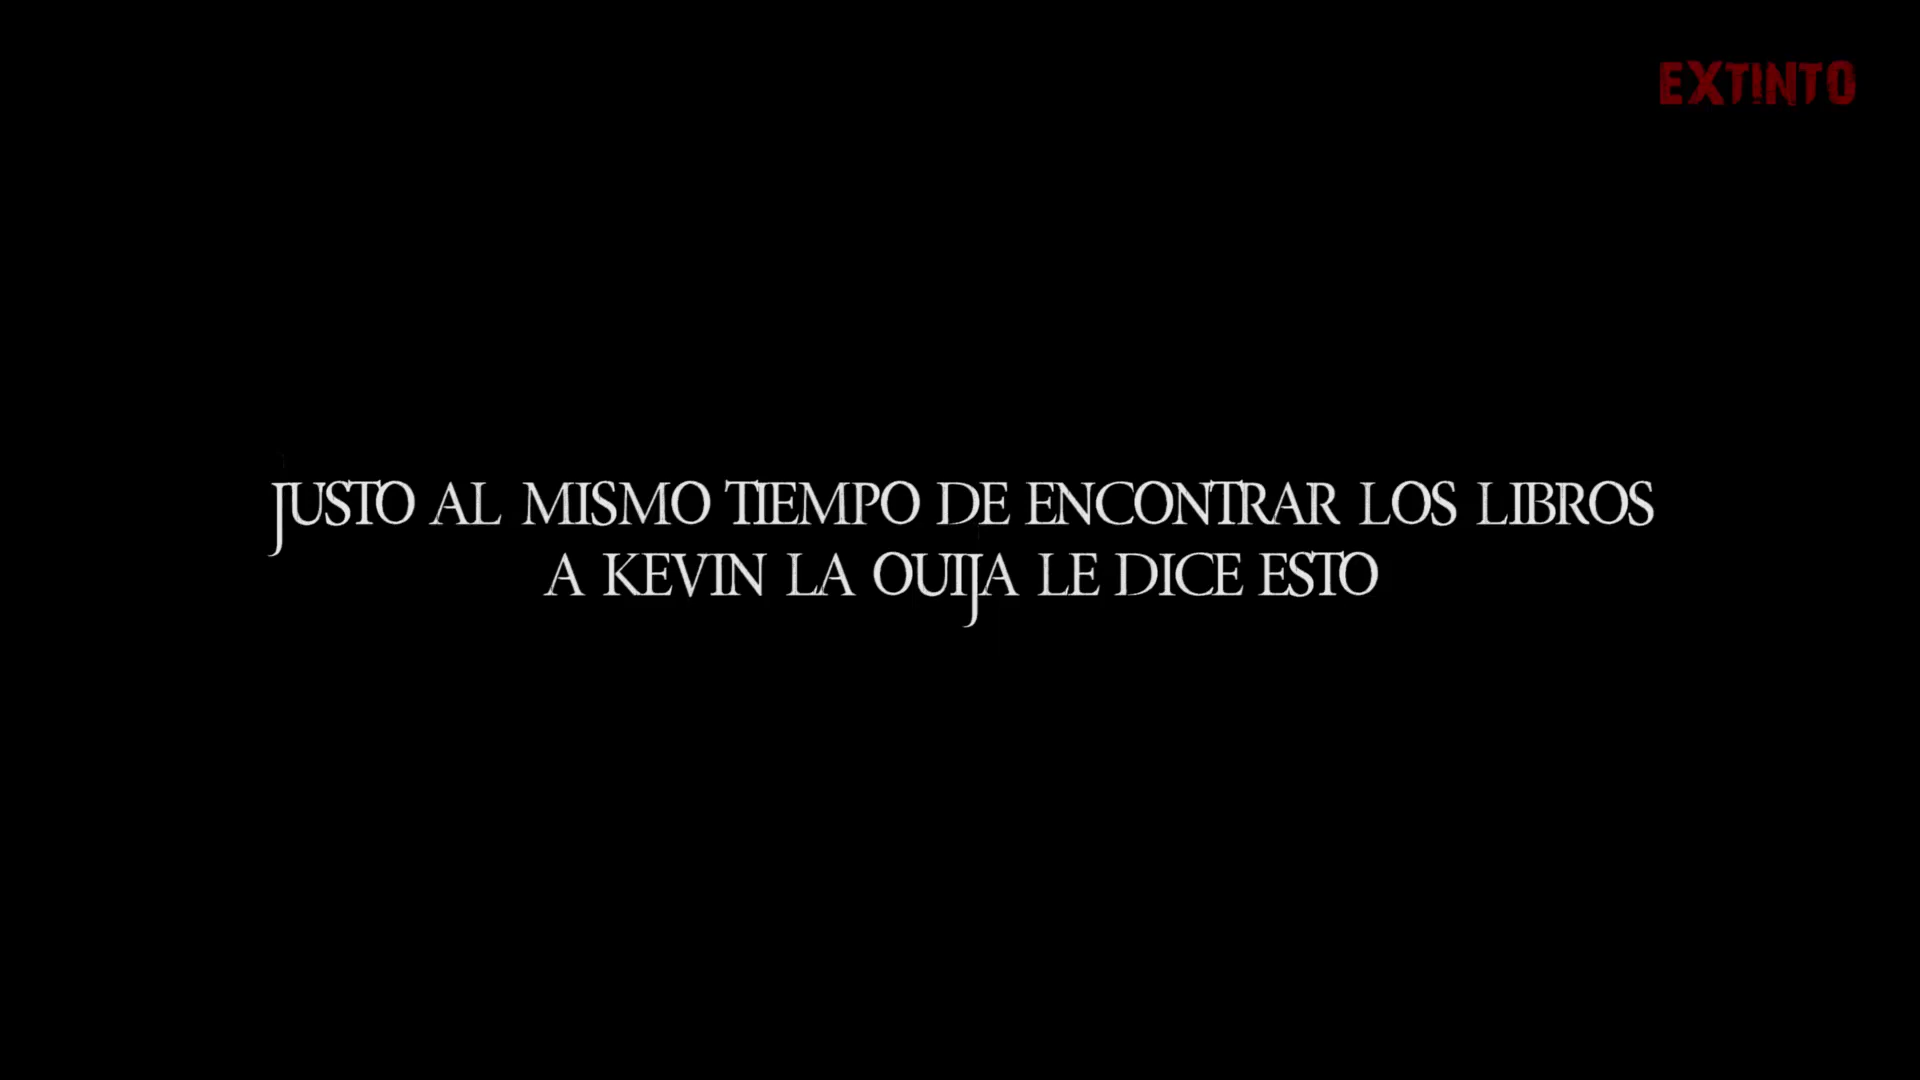 EXTINTO
JUSTO AL MISMO TIEMPO DE ENCONTRAR LOS LIBROS
A KEVIN LA OUIJA LE DICE ESTO